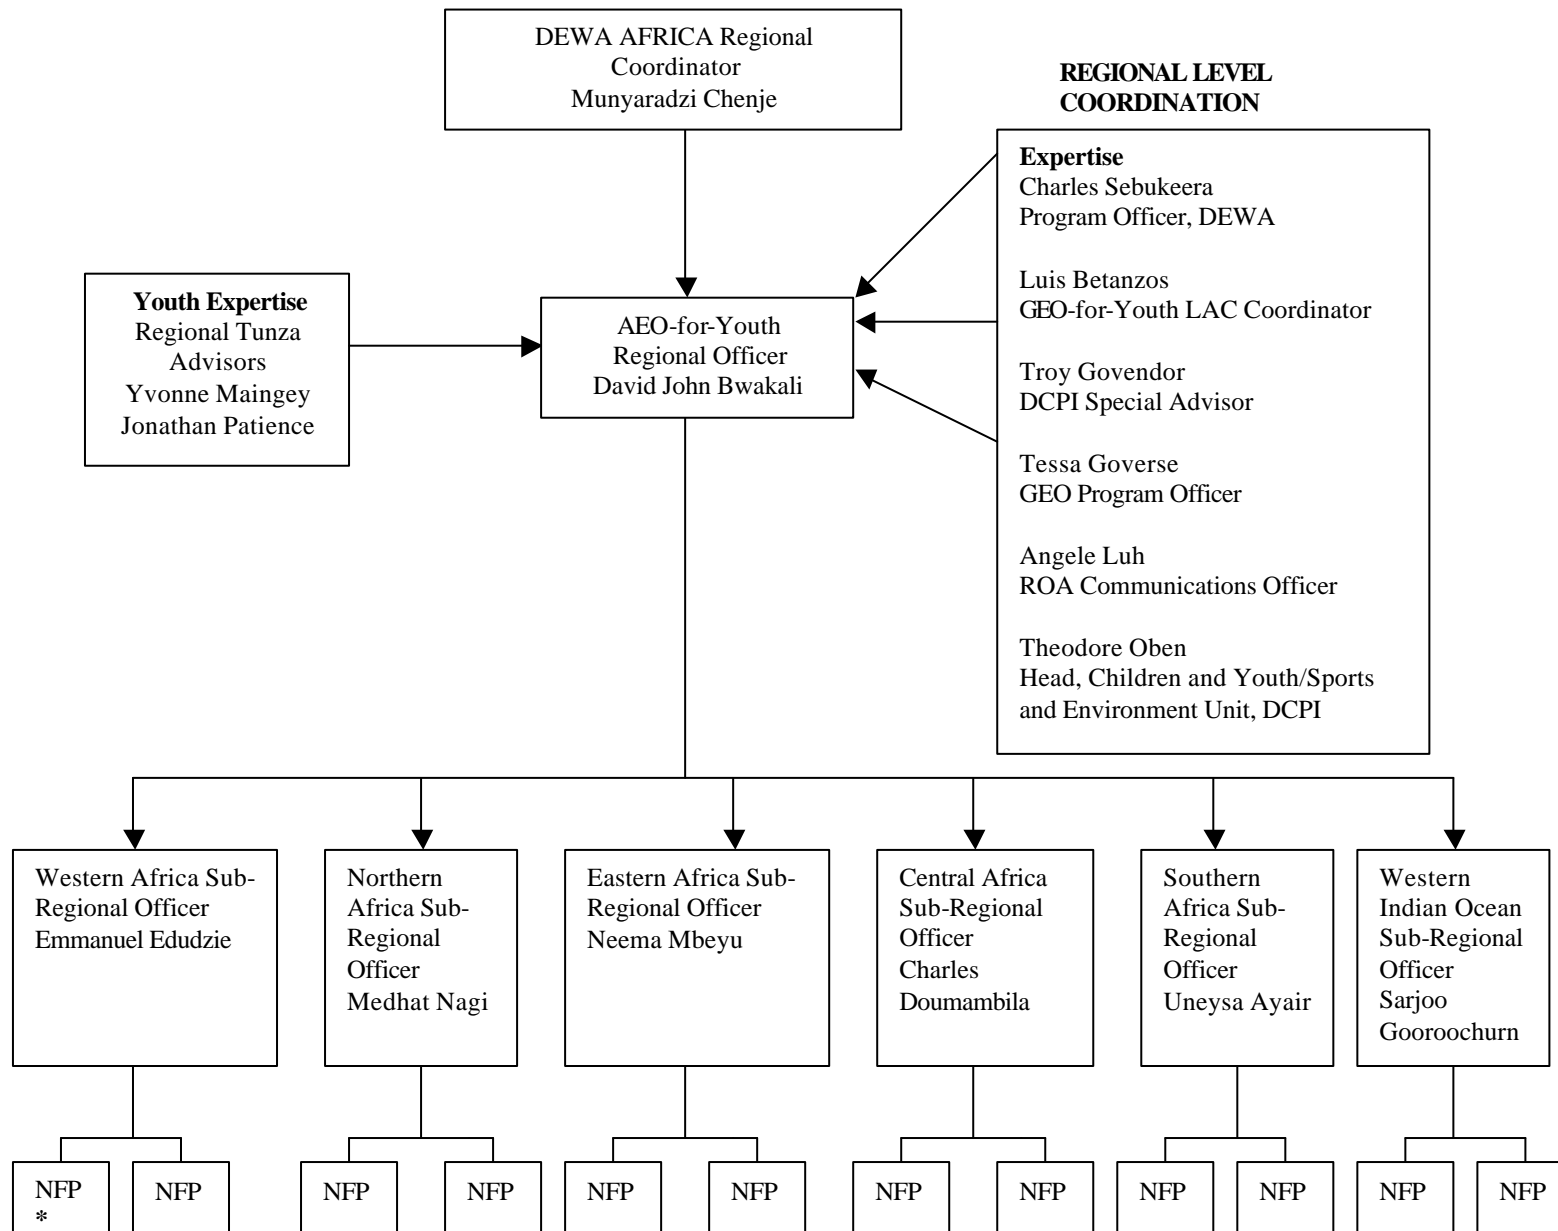 DEWA AFRICA Regional
Coordinator
Munyaradzi Chenje
REGIONAL LEVEL
COORDINATION
Expertise
Charles Sebukeera
Program Officer, DEWA
Luis Betanzos
GEO-for-Youth LAC Coordinator
Troy Govendor
DCPI Special Advisor
Tessa Goverse
GEO Program Officer
Angele Luh
ROA Communications Officer
Theodore Oben
Head, Children and Youth/Sports
and Environment Unit, DCPI
Youth Expertise
Regional Tunza
Advisors
Yvonne Maingey
Jonathan Patience
AEO-for-Youth
Regional Officer
David John Bwakali
Western Africa Sub-
Regional Officer
Emmanuel Edudzie
Northern
Africa Sub-
Regional
Officer
Medhat Nagi
Eastern Africa Sub-
Regional Officer
Neema Mbeyu
Central Africa
Sub-Regional
Officer
Charles
Doumambila
Southern
Africa Sub-
Regional
Officer
Uneysa Ayair
Western
Indian Ocean
Sub-Regional
Officer
Sarjoo
Gooroochurn
NFP
*
NFP
NFP
NFP
NFP
NFP
NFP
NFP
NFP
NFP
NFP
NFP